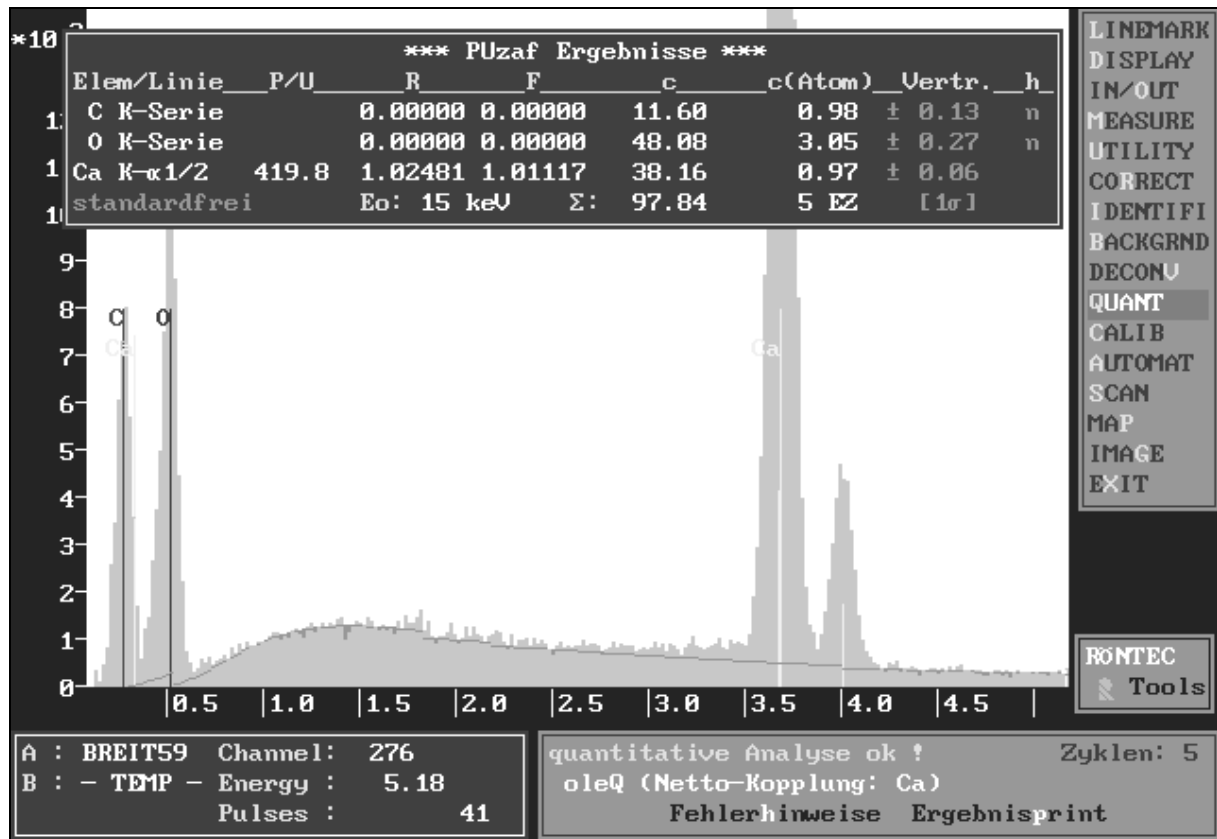 *10
*** PUzaf Ergebnisse ***
Elem/Linie P/U R F c c(Atom) Vertr. h
C K-Serie 0.00000 0.00000 11.60 0.98 ± 0.13 n
O K-Serie 0.00000 0.00000 48.08 3.05 ± 0.27 n
Ca K-α1/2 419.8 1.02481 1.01117 38.16 0.97 ± 0.06
standardfrei Eo: 15 keV Σ: 97.84 5 EZ [1σ]
9
8
7
6
5
4
3
2
1
0
C
O
Ca
Ca
0.5 1.0 1.5 2.0 2.5 3.0 3.5 4.0 4.5
LINEMARK
DISPLAY
IN/OUT
MEASURE
UTILITY
CORRECT
IDENTIFI
BACKGRND
DECONV
QUANT
CALIB
AUTOMAT
SCAN
MAP
IMAGE
EXIT
RÖNTEC
Tools
A : BREIT59 Channel: 276
B : - TEMP - Energy : 5.18
Pulses : 41
quantitative Analyse ok ! Zyklen: 5
oleQ (Netto-Kopplung: Ca)
Fehlerhinweise Ergebnisprint